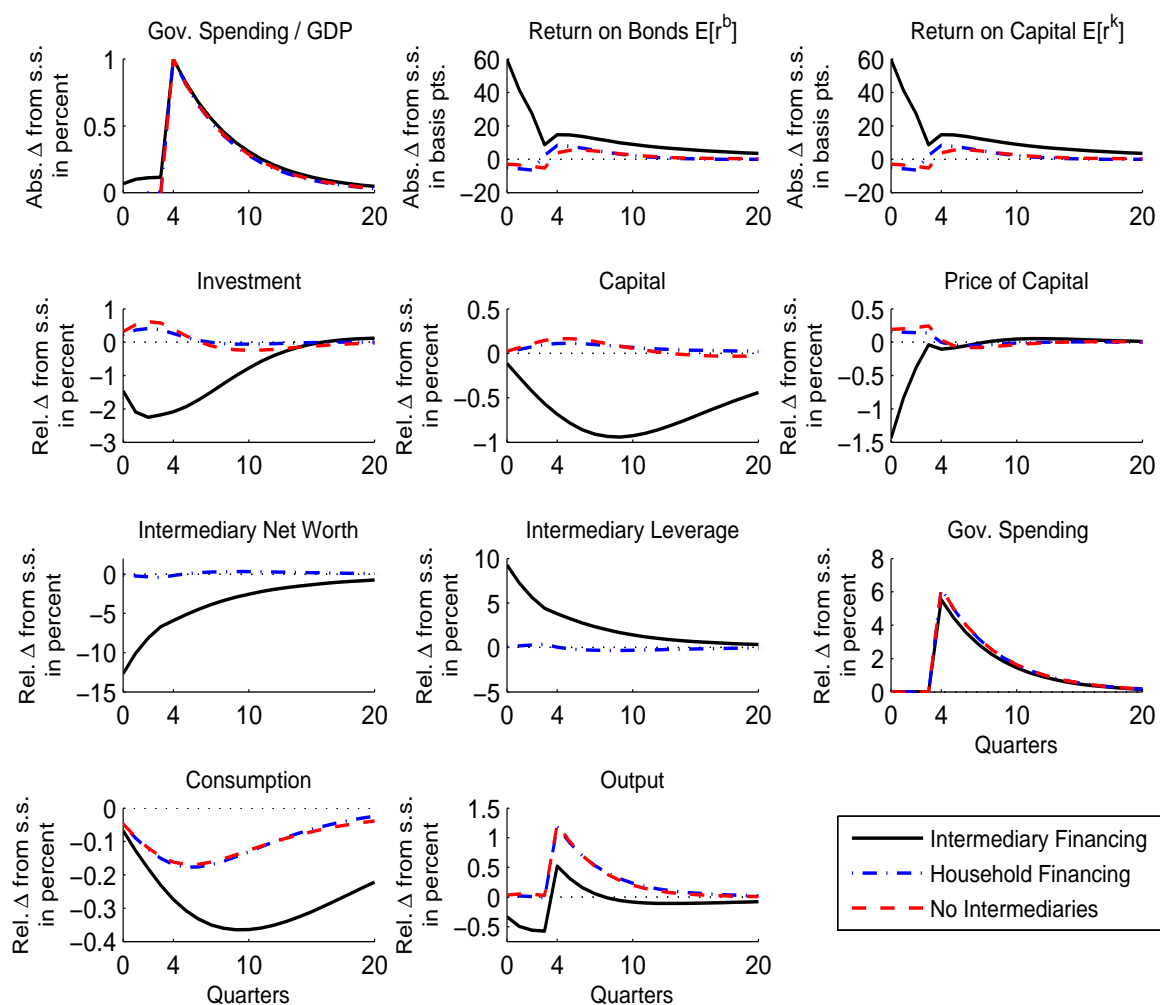 Gov. Spending / GDP
Abs. Δ from s.s.
in percent
1
0.5
0
0 4 10 20
Return on Bonds E[r^b]
Abs. Δ from s.s.
in basis pts.
60
40
20
0
−20
0 4 10 20
Return on Capital E[r^k]
Abs. Δ from s.s.
in basis pts.
60
40
20
0
−20
0 4 10 20
Investment
Rel. Δ from s.s.
in percent
1
0
−1
−2
−3
0 4 10 20
Capital
Rel. Δ from s.s.
in percent
0.5
0
−0.5
−1
0 4 10 20
Price of Capital
Rel. Δ from s.s.
in percent
0.5
0
−0.5
−1
−1.5
0 4 10 20
Intermediary Net Worth
Rel. Δ from s.s.
in percent
0
−5
−10
−15
0 4 10 20
Intermediary Leverage
Rel. Δ from s.s.
in percent
10
5
0
−5
0 4 10 20
Gov. Spending
Rel. Δ from s.s.
in percent
8
6
4
2
0
0 4 10 20
Quarters
Consumption
Rel. Δ from s.s.
in percent
0
−0.1
−0.2
−0.3
−0.4
0 4 10 20
Quarters
Output
Rel. Δ from s.s.
in percent
1.5
1
0.5
0
−0.5
0 4 10 20
Quarters
Intermediary Financing
Household Financing
No Intermediaries